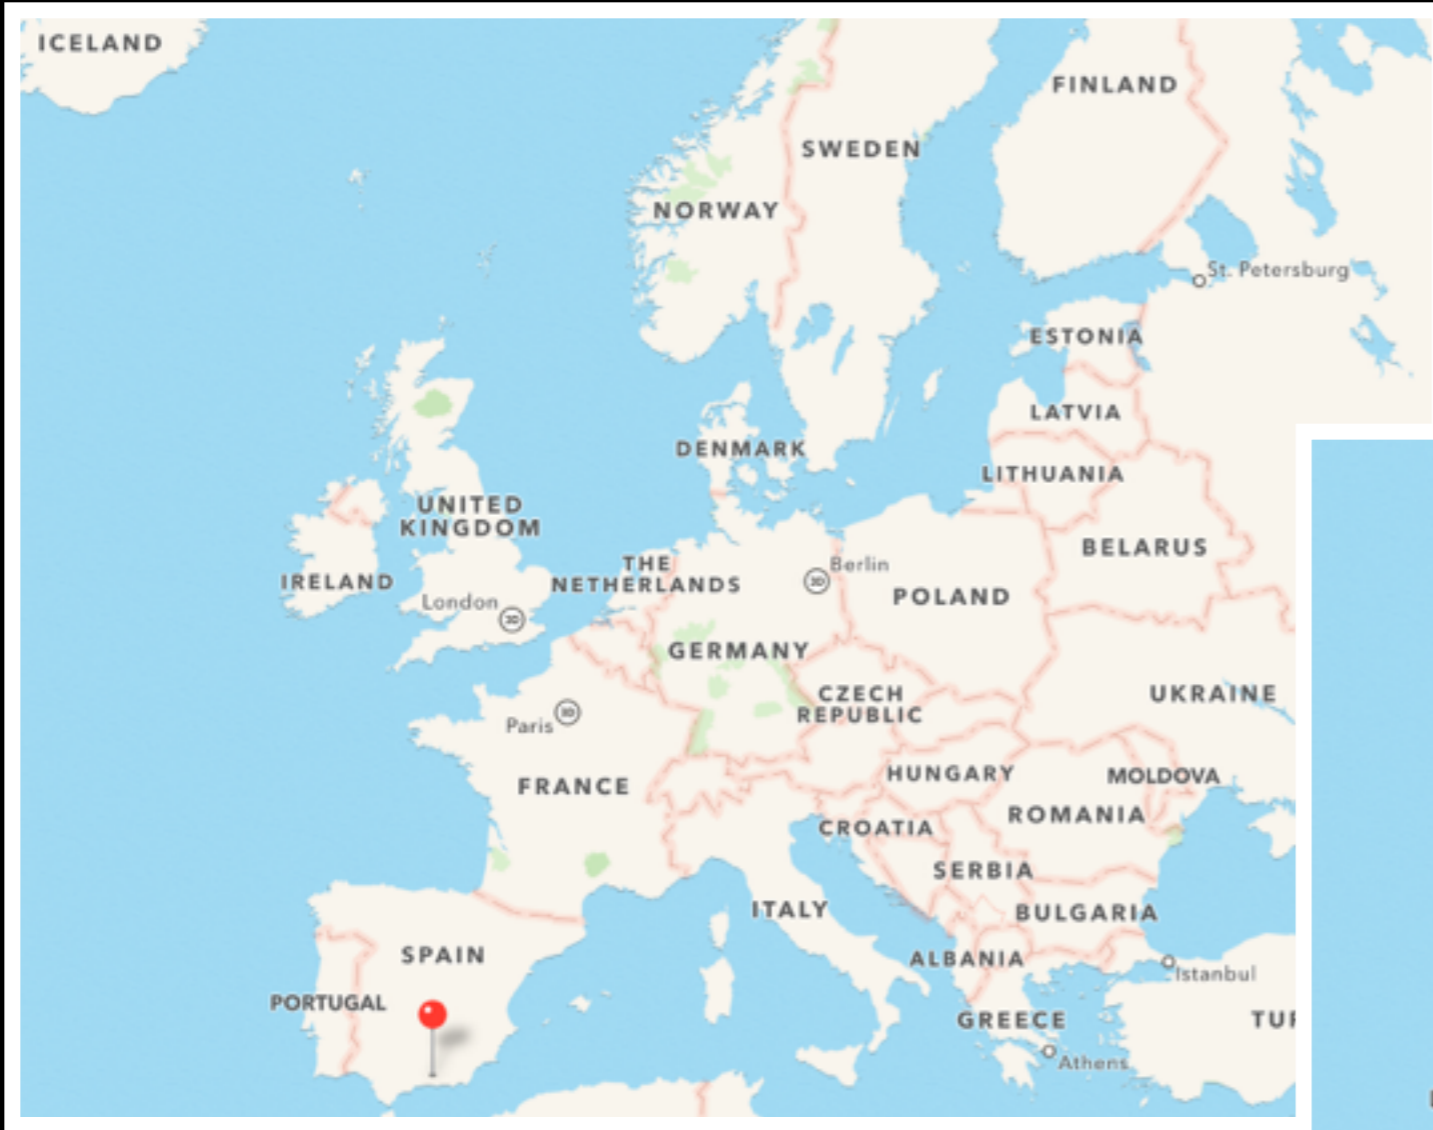 ICELAND
FINLAND
SWEDEN
NORWAY
St. Petersburg
ESTONIA
LATVIA
DENMARK
LITHUANIA
UNITED
KINGDOM
BELARUS
THE
NETHERLANDS
Berlin
IRELAND
POLAND
London
GERMANY
CZECH
REPUBLIC
UKRAINE
Paris
HUNGARY
MOLDOVA
FRANCE
ROMANIA
CROATIA
SERBIA
ITALY
BULGARIA
SPAIN
ALBANIA
Istanbul
PORTUGAL
GREECE
TUR
Athens